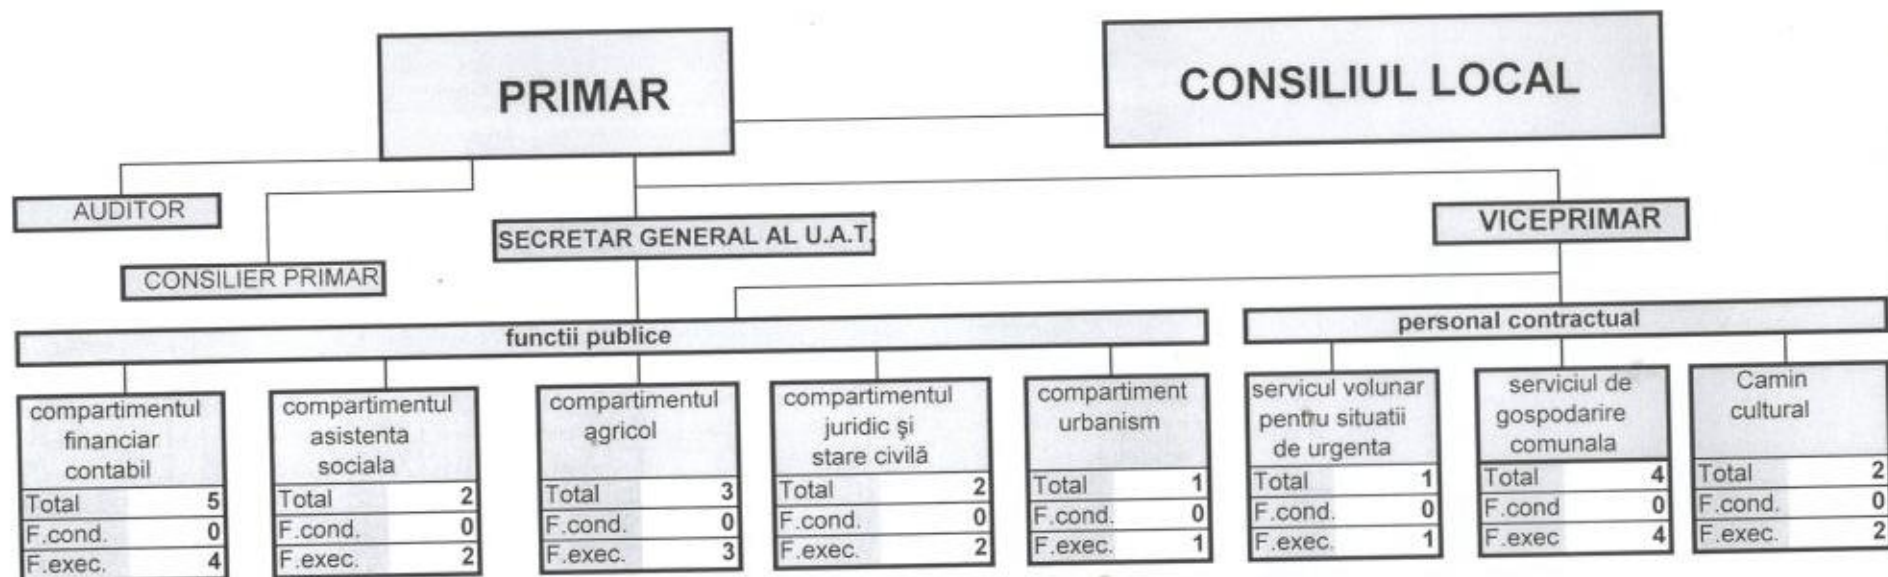 PRIMAR
CONSILIUL LOCAL
AUDITOR
CONSILIER PRIMAR
SECRETAR GENERAL AL U.A.T.
VICEPRIMAR
functii publice
personal contractual
compartimentul
financiar
contabil
Total 5
F.cond. 0
F.exec. 4
compartimentul
asistenta
sociala
Total 2
F.cond. 0
F.exec. 2
compartimentul
agricol
Total 3
F.cond. 0
F.exec. 3
compartimentul
juridic şi
stare civilă
Total 2
F.cond. 0
F.exec. 2
compartiment
urbanism
Total 1
F.cond. 0
F.exec. 1
servicul volunar
pentru situatii
de urgenta
Total 1
F.cond. 0
F.exec. 1
serviciul de
gospodarire
comunala
Total 4
F.cond 0
F.exec 4
Camin
cultural
Total 2
F.cond. 0
F.exec. 2